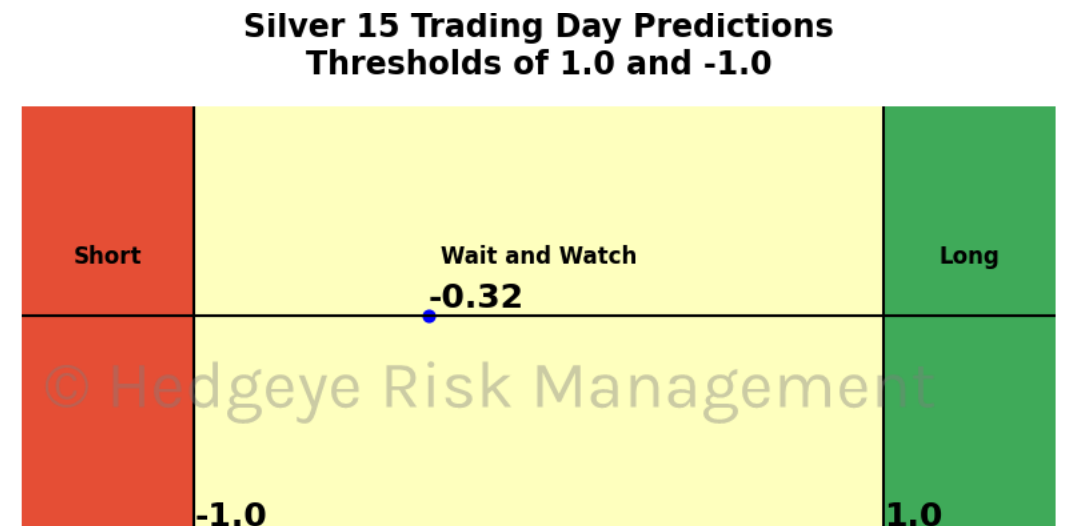 Silver 15 Trading Day Predictions
Thresholds of 1.0 and -1.0
Short
Wait and Watch
Long
-0.32
© Hedgeye Risk Management
-1.0
1.0